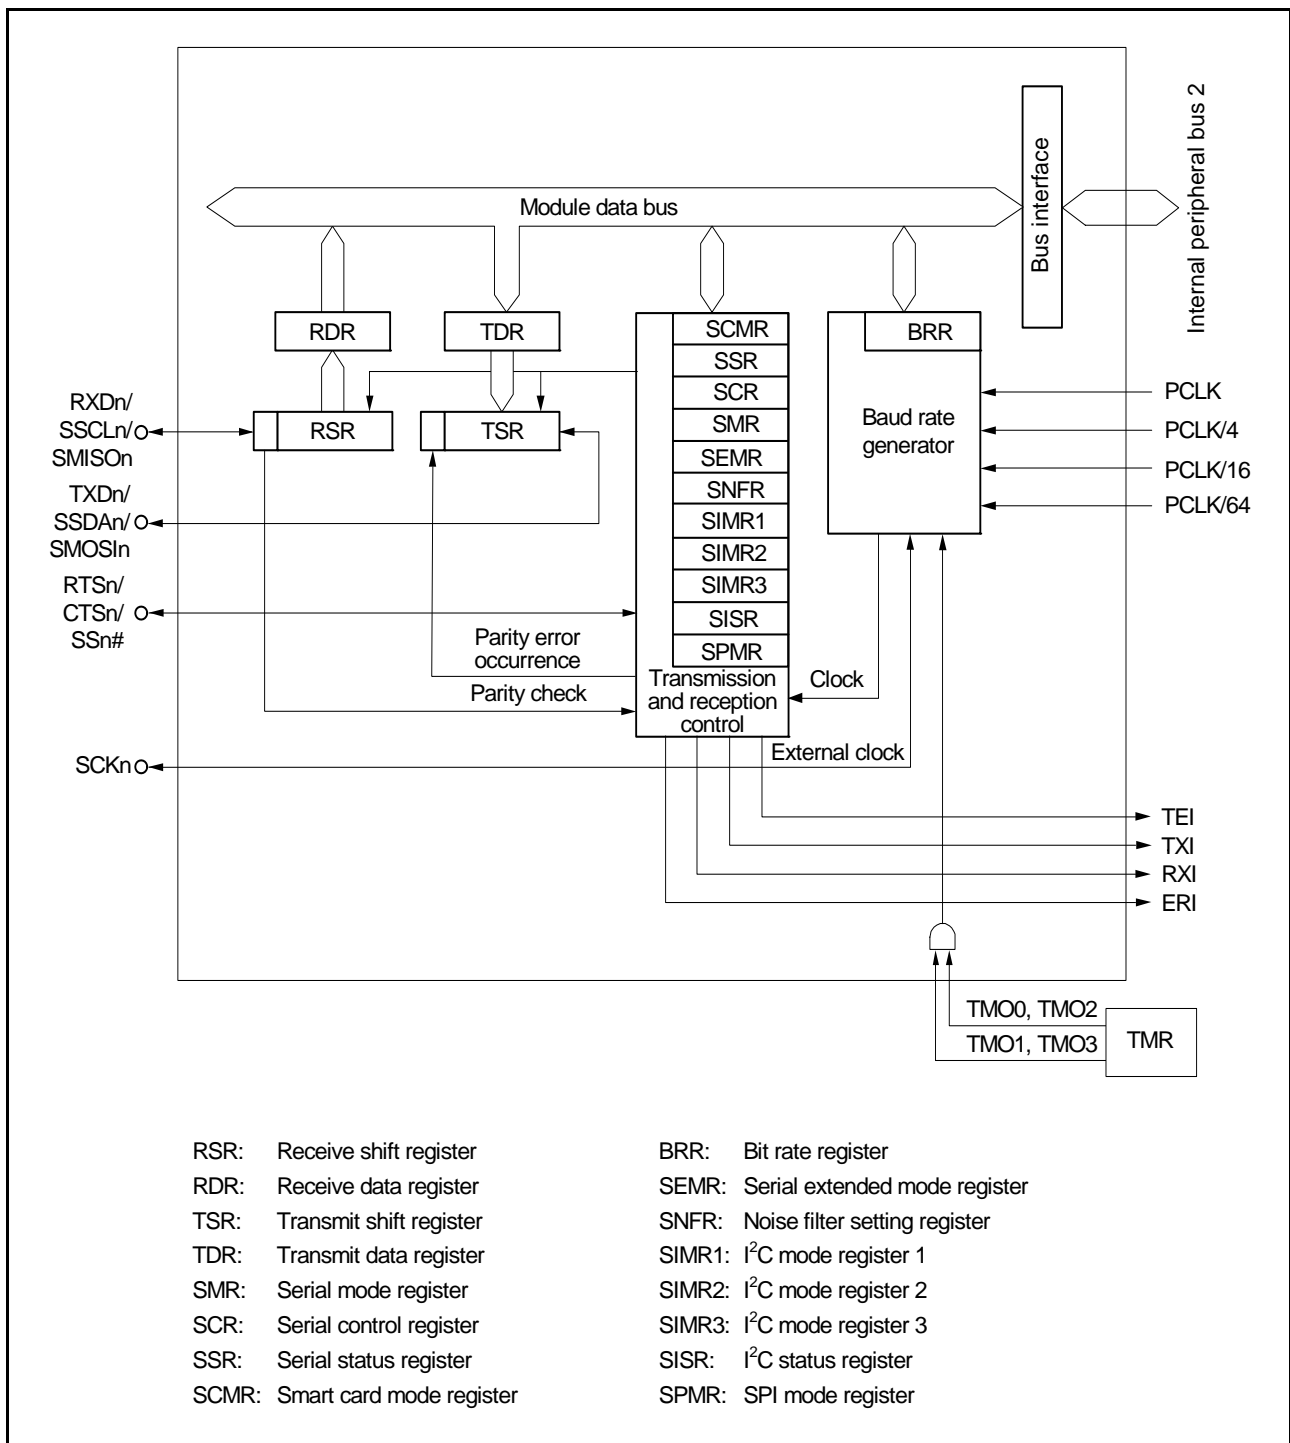 Internal peripheral bus 2
Bus interface
Module data bus
RDR
TDR
SCMR
BRR
SSR
SCR
SMR
SEMR
SNFR
SIMR1
SIMR2
SIMR3
SISR
SPMR
Transmission
and reception
control
RSR
TSR
Baud rate
generator
PCLK
PCLK/4
PCLK/16
PCLK/64
RXDn/
SSCLn/
SMISOn
TXDn/
SSDAn/
SMOSIn
RTSn/
CTSn/
SSn#
Parity error
occurrence
Parity check
Clock
SCKn
External clock
TEI
TXI
RXI
ERI
TMO0, TMO2
TMO1, TMO3
TMR
RSR: Receive shift register
RDR: Receive data register
TSR: Transmit shift register
TDR: Transmit data register
SMR: Serial mode register
SCR: Serial control register
SSR: Serial status register
SCMR: Smart card mode register
BRR: Bit rate register
SEMR: Serial extended mode register
SNFR: Noise filter setting register
SIMR1: I²C mode register 1
SIMR2: I²C mode register 2
SIMR3: I²C mode register 3
SISR: I²C status register
SPMR: SPI mode register